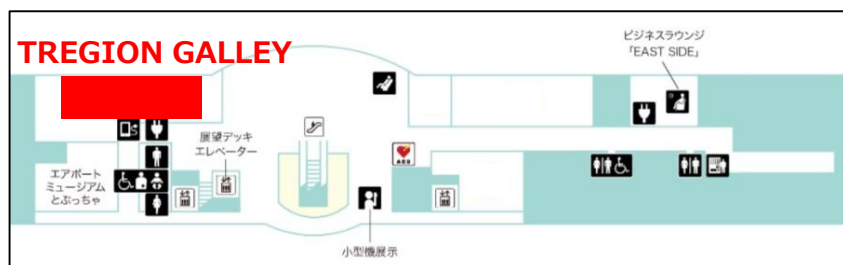 TREGION GALLEY
ビジネスラウンジ
「EAST SIDE」
展望デッキ
エレベーター
AED
エアポート
ミュージアム
とぶっちゃ
小型機展示